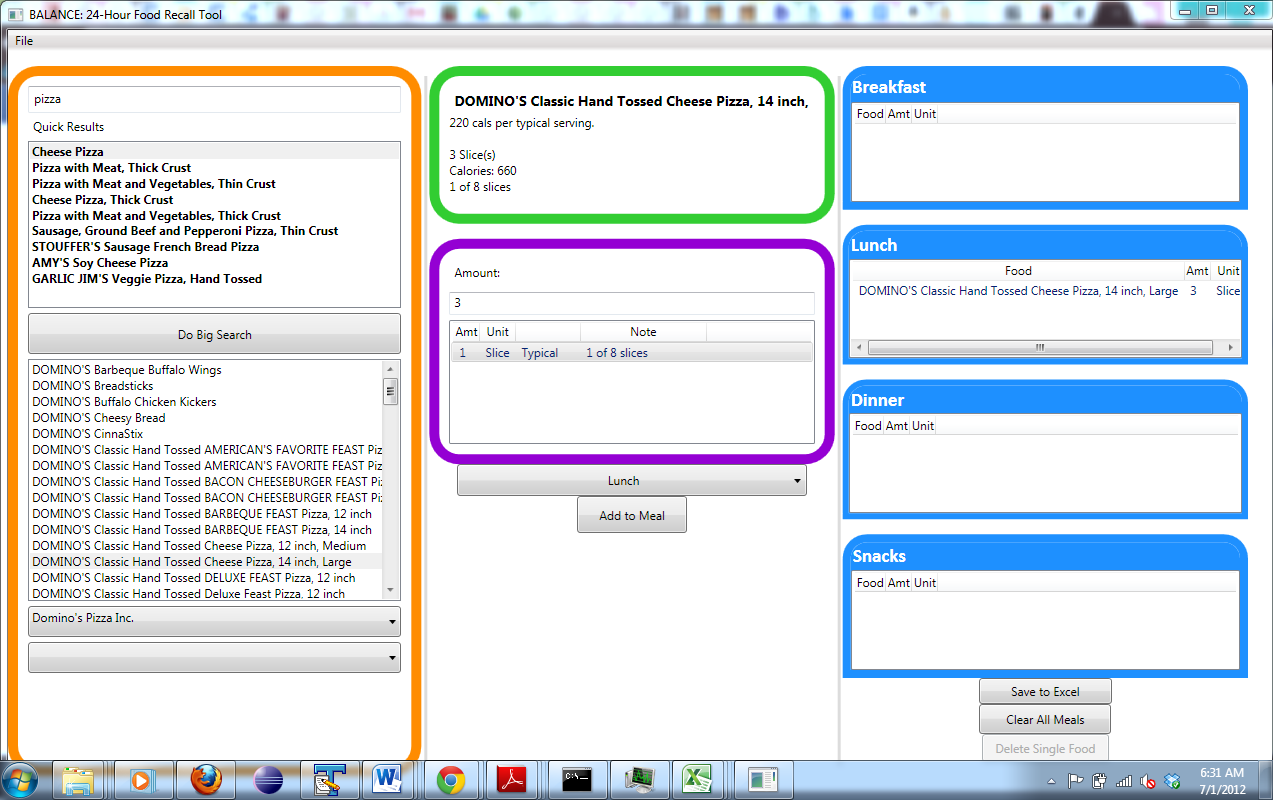 BALANCE: 24-Hour Food Recall Tool
File
pizza
Quick Results
Cheese Pizza
Pizza with Meat, Thick Crust
Pizza with Meat and Vegetables, Thin Crust
Cheese Pizza, Thick Crust
Pizza with Meat and Vegetables, Thick Crust
Sausage, Ground Beef and Pepperoni Pizza, Thin Crust
STOUFFER'S Sausage French Bread Pizza
AMY'S Soy Cheese Pizza
GARLIC JIM'S Veggie Pizza, Hand Tossed
Do Big Search
DOMINO'S Barbeque Buffalo Wings
DOMINO'S Breadsticks
DOMINO'S Buffalo Chicken Kickers
DOMINO'S Cheesy Bread
DOMINO'S CinnaStix
DOMINO'S Classic Hand Tossed AMERICAN'S FAVORITE FEAST Piz
DOMINO'S Classic Hand Tossed AMERICAN'S FAVORITE FEAST Piz
DOMINO'S Classic Hand Tossed BACON CHEESEBURGER FEAST Pi
DOMINO'S Classic Hand Tossed BACON CHEESEBURGER FEAST Pi
DOMINO'S Classic Hand Tossed BARBEQUE FEAST Pizza, 12 inch
DOMINO'S Classic Hand Tossed BARBEQUE FEAST Pizza, 14 inch
DOMINO'S Classic Hand Tossed Cheese Pizza, 12 inch, Medium
DOMINO'S Classic Hand Tossed Cheese Pizza, 14 inch, Large
DOMINO'S Classic Hand Tossed DELUXE FEAST Pizza, 12 inch
DOMINO'S Classic Hand Tossed Deluxe Feast Pizza, 12 inch
Domino's Pizza Inc.
DOMINO'S Classic Hand Tossed Cheese Pizza, 14 inch,
220 cals per typical serving.
3 Slice(s)
Calories: 660
1 of 8 slices
Amount:
3
Amt Unit Note
1 Slice Typical 1 of 8 slices
Lunch
Add to Meal
Breakfast
Food Amt Unit
Lunch
Food Amt Unit
DOMINO'S Classic Hand Tossed Cheese Pizza, 14 inch, Large 3 Slice
Dinner
Food Amt Unit
Snacks
Food Amt Unit
Save to Excel
Clear All Meals
Delete Single Food
6:31 AM
7/1/2012